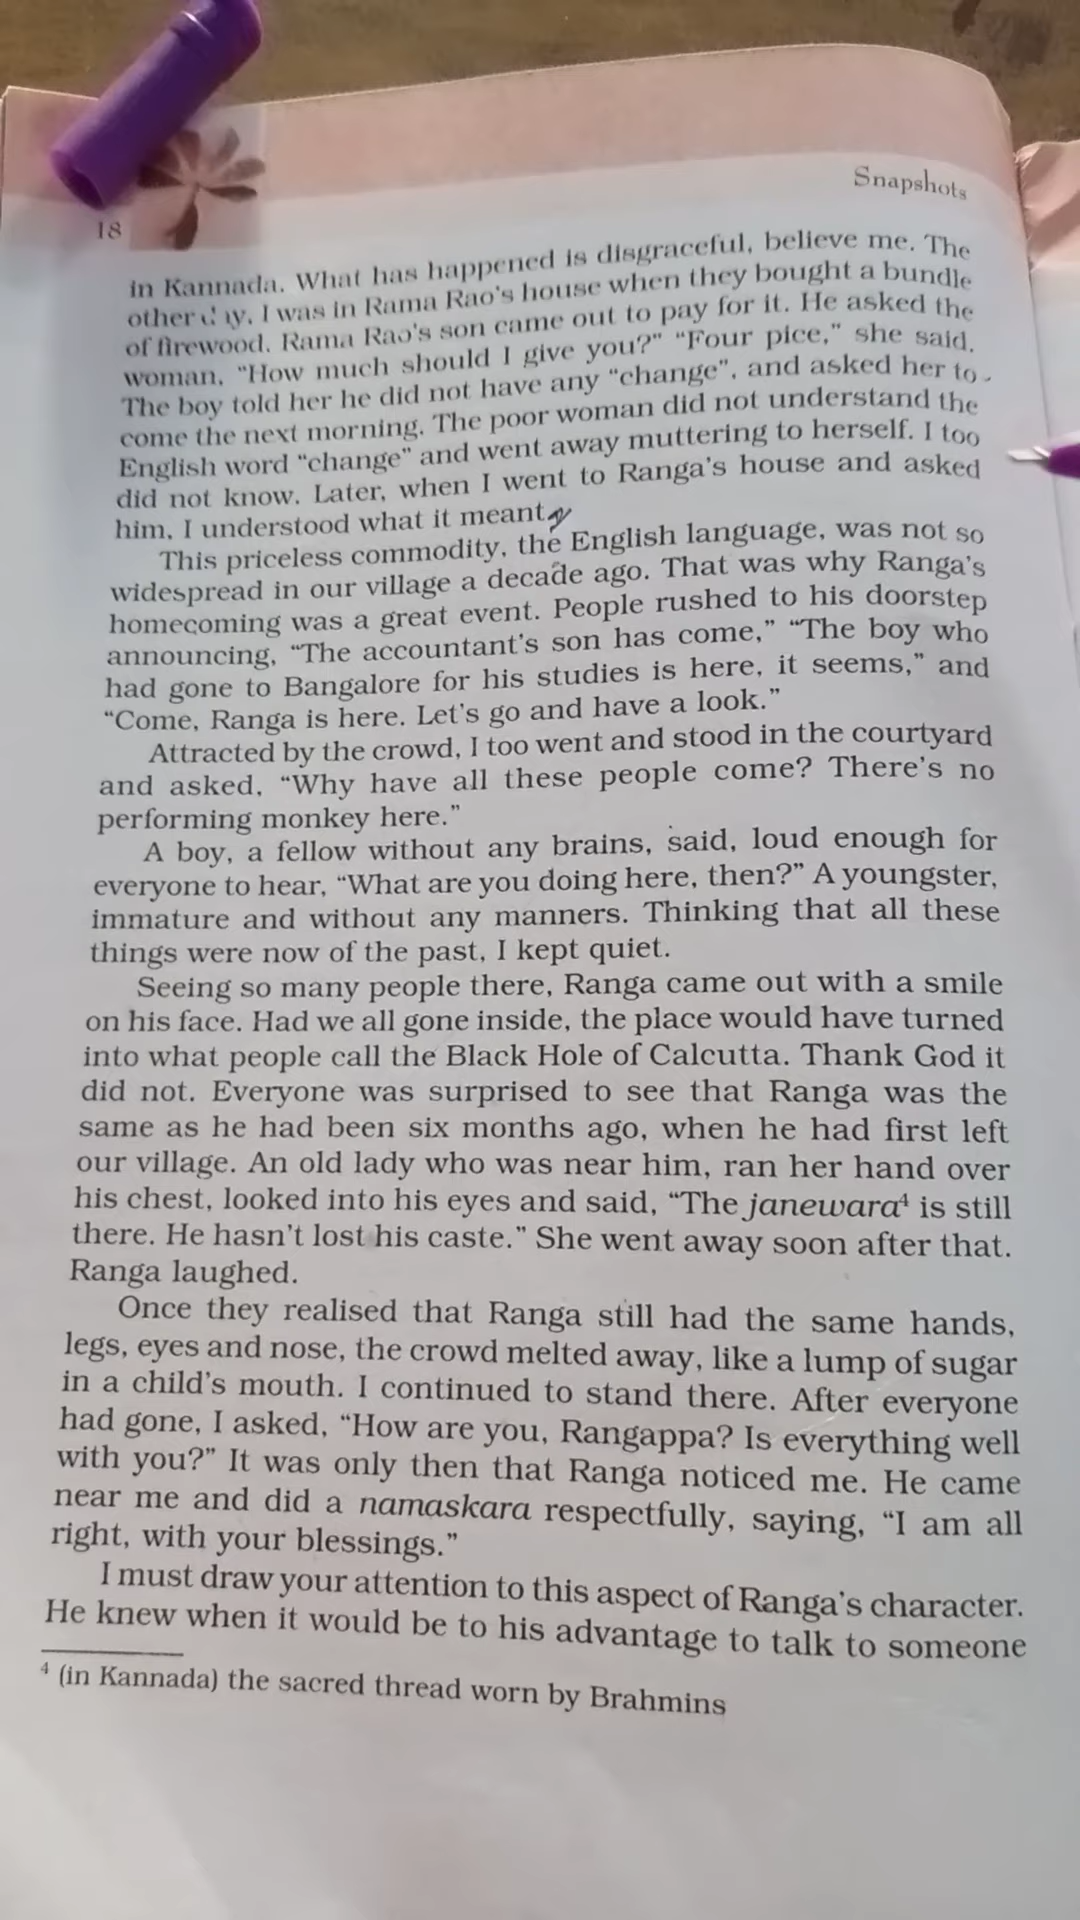 Snapshots
18
in Kannada. What has happened is disgraceful, believe me. The
other day, I was in Rama Rao's house when they bought a bundle
of firewood. Rama Rao's son came out to pay for it. He asked the
woman, "How much should I give you?" "Four pice," she said.
The boy told her he did not have any "change", and asked her to
come the next morning. The poor woman did not understand the
English word "change" and went away muttering to herself. I too
did not know. Later, when I went to Ranga's house and asked
him, I understood what it meant.
This priceless commodity, the English language, was not so
widespread in our village a decade ago. That was why Ranga's
homecoming was a great event. People rushed to his doorstep
announcing, "The accountant's son has come," "The boy who
had gone to Bangalore for his studies is here, it seems," and
"Come, Ranga is here. Let's go and have a look."
Attracted by the crowd, I too went and stood in the courtyard
and asked, "Why have all these people come? There's no
performing monkey here."
A boy, a fellow without any brains, said, loud enough for
everyone to hear, "What are you doing here, then?" A youngster,
immature and without any manners. Thinking that all these
things were now of the past, I kept quiet.
Seeing so many people there, Ranga came out with a smile
on his face. Had we all gone inside, the place would have turned
into what people call the Black Hole of Calcutta. Thank God it
did not. Everyone was surprised to see that Ranga was the
same as he had been six months ago, when he had first left
our village. An old lady who was near him, ran her hand over
his chest, looked into his eyes and said, "The janewara⁴ is still
there. He hasn't lost his caste." She went away soon after that.
Ranga laughed.
Once they realised that Ranga still had the same hands,
legs, eyes and nose, the crowd melted away, like a lump of sugar
in a child's mouth. I continued to stand there. After everyone
had gone, I asked, "How are you, Rangappa? Is everything well
with you?" It was only then that Ranga noticed me. He came
near me and did a namaskara respectfully, saying, "I am all
right, with your blessings."
I must draw your attention to this aspect of Ranga's character.
He knew when it would be to his advantage to talk to someone
⁴ (in Kannada) the sacred thread worn by Brahmins